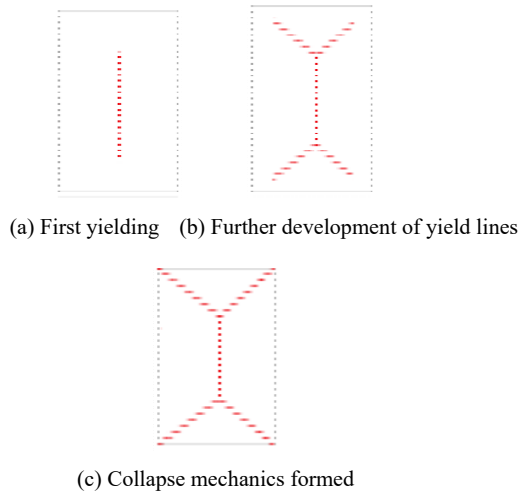 (a) First yielding (b) Further development of yield lines
(c) Collapse mechanics formed